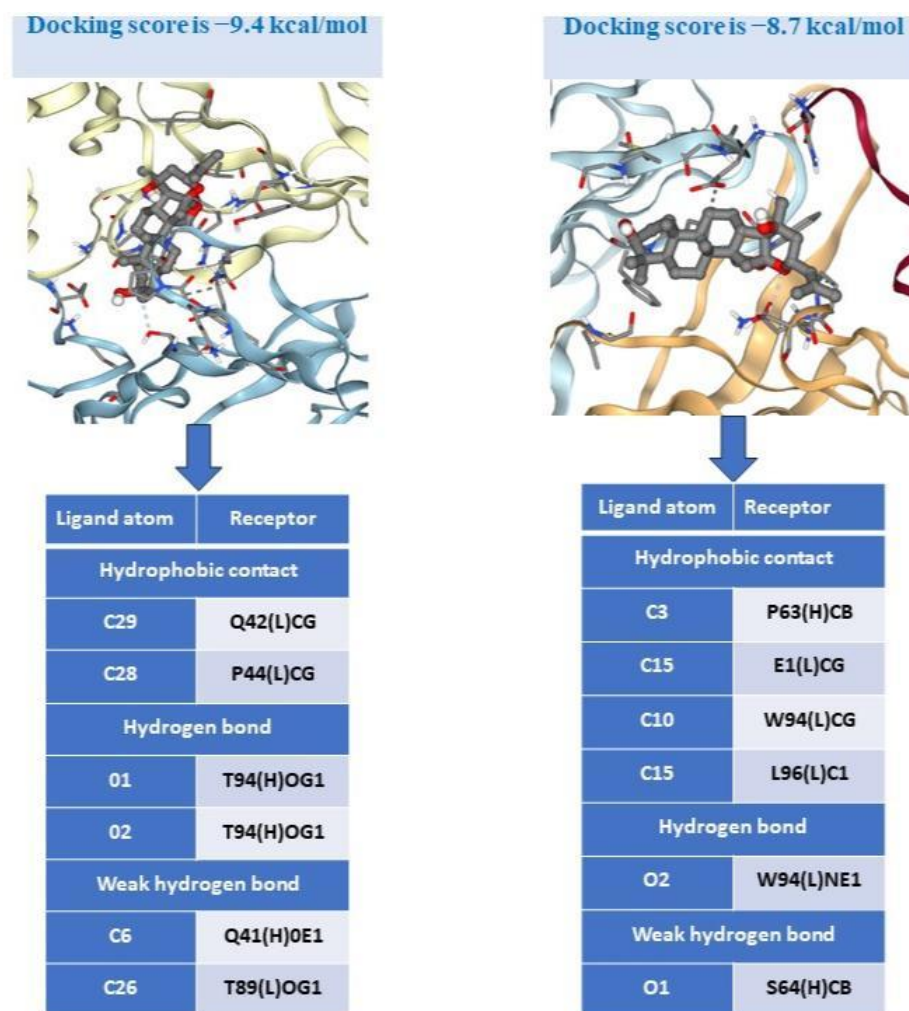 Docking score is −9.4 kcal/mol
Ligand atom Receptor
Hydrophobic contact
C29 Q42(L)CG
C28 P44(L)CG
Hydrogen bond
01 T94(H)OG1
02 T94(H)OG1
Weak hydrogen bond
C6 Q41(H)0E1
C26 T89(L)OG1
Docking score is −8.7 kcal/mol
Ligand atom Receptor
Hydrophobic contact
C3 P63(H)CB
C15 E1(L)CG
C10 W94(L)CG
C15 L96(L)C1
Hydrogen bond
O2 W94(L)NE1
Weak hydrogen bond
O1 S64(H)CB